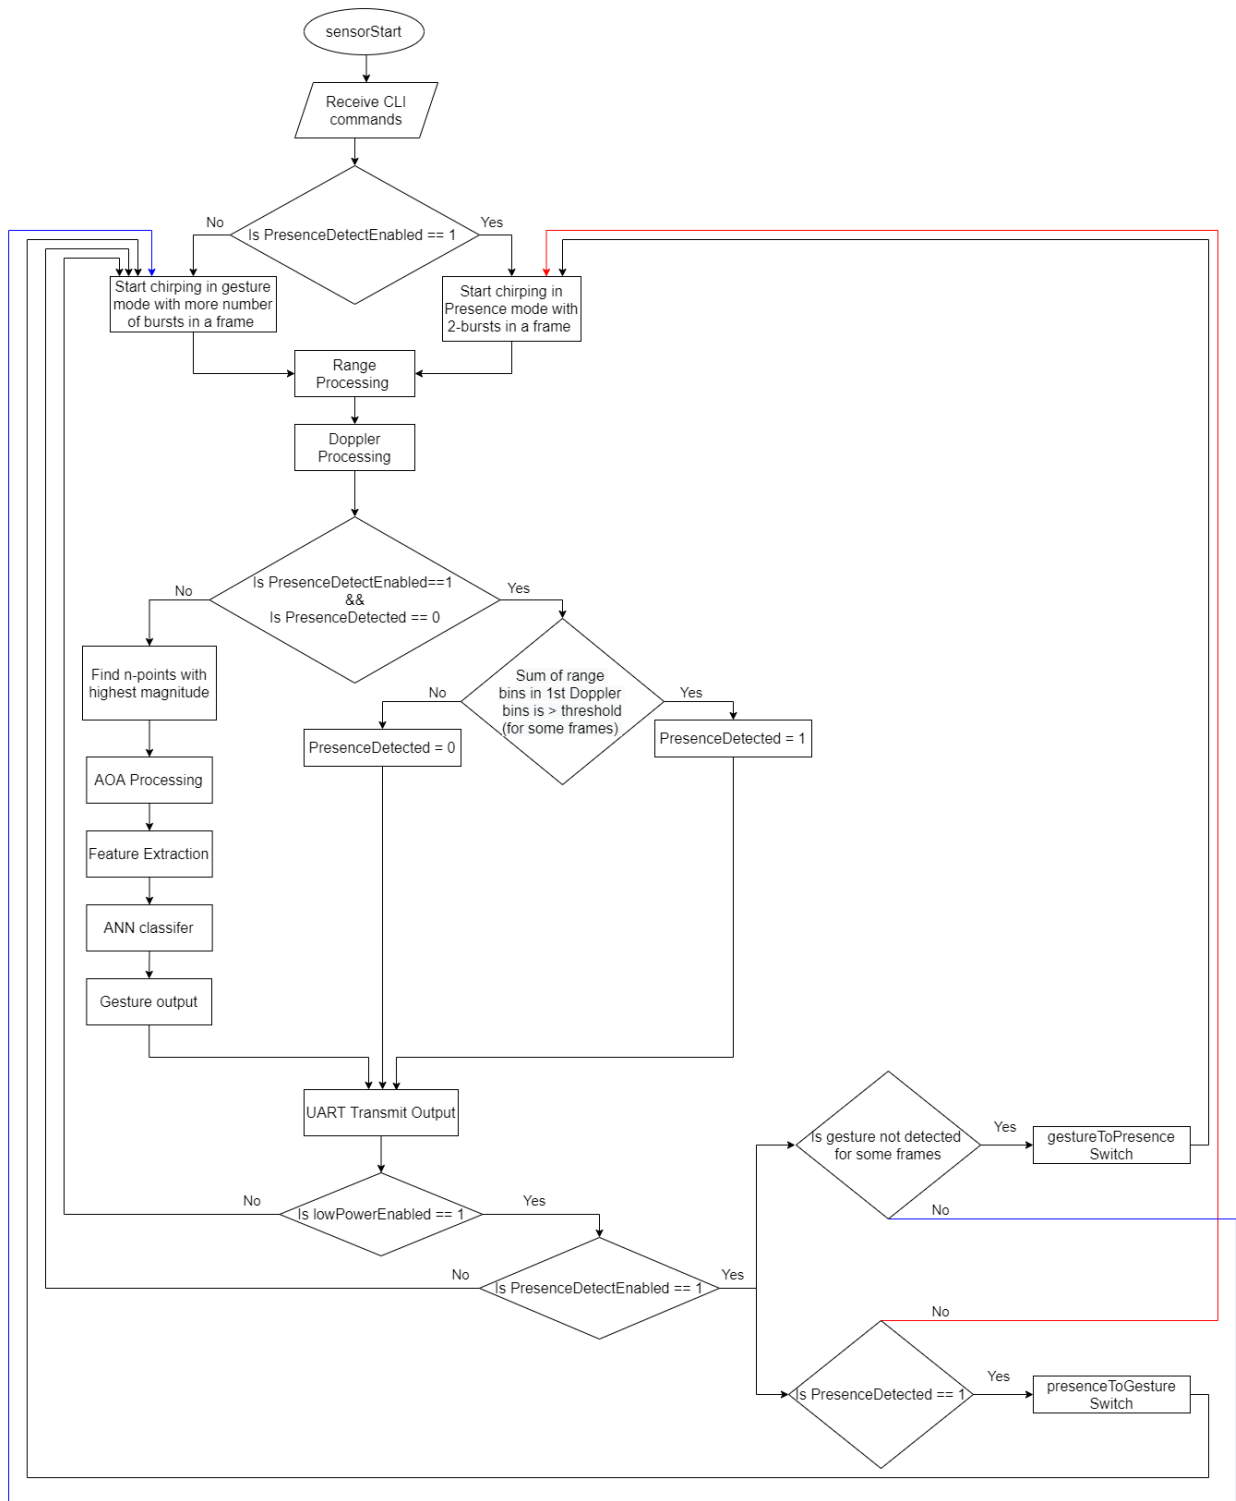 sensorStart
Receive CLI
commands
Is PresenceDetectEnabled == 1
No
Yes
Start chirping in gesture
mode with more number
of bursts in a frame
Start chirping in
Presence mode with
2-bursts in a frame
Range
Processing
Doppler
Processing
Is PresenceDetectEnabled==1
&&
Is PresenceDetected == 0
No
Yes
Find n-points with
highest magnitude
Sum of range
bins in 1st Doppler
bins is > threshold
(for some frames)
No
Yes
PresenceDetected = 0
PresenceDetected = 1
AOA Processing
Feature Extraction
ANN classifer
Gesture output
UART Transmit Output
Is lowPowerEnabled == 1
No
Yes
Is PresenceDetectEnabled == 1
No
Yes
Is gesture not detected
for some frames
Yes
No
gestureToPresence
Switch
Is PresenceDetected == 1
No
Yes
presenceToGesture
Switch